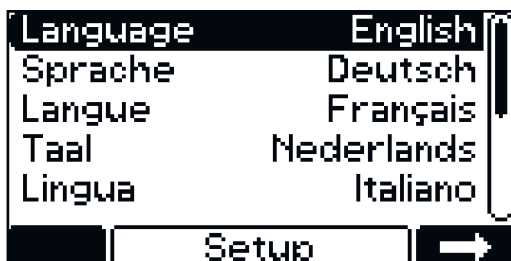 Language English
Sprache Deutsch
Langue Français
Taal Nederlands
Lingua Italiano
Setup